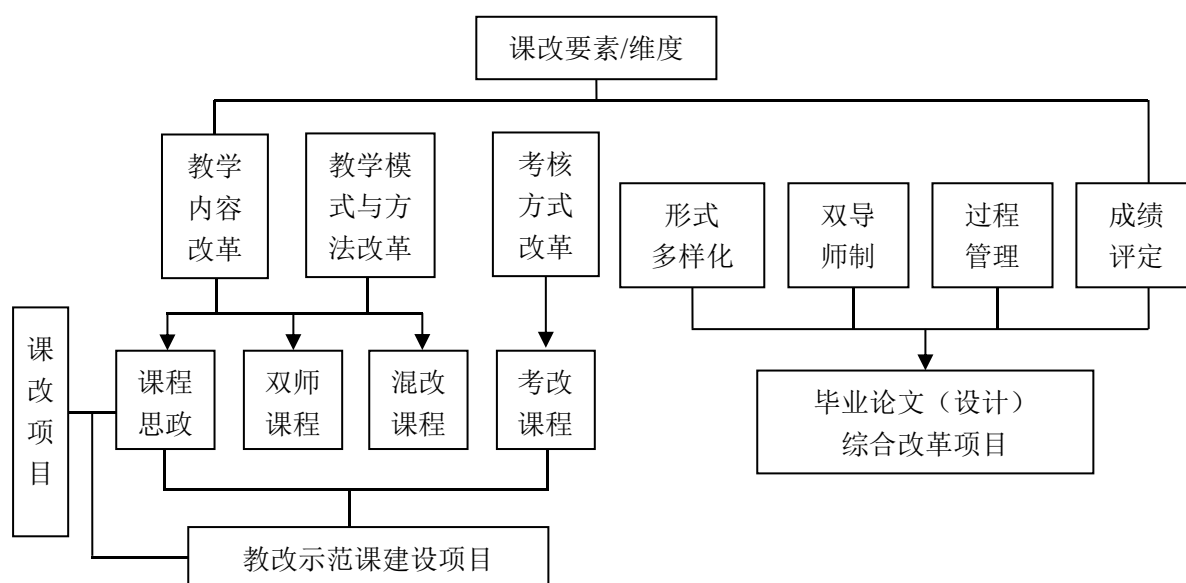 课改要素/维度
教学
内容
改革
教学模
式与方
法改革
考核
方式
改革
形式
多样化
双导
师制
过程
管理
成绩
评定
课
改
项
目
课程
思政
双师
课程
混改
课程
考改
课程
毕业论文（设计）
综合改革项目
教改示范课建设项目